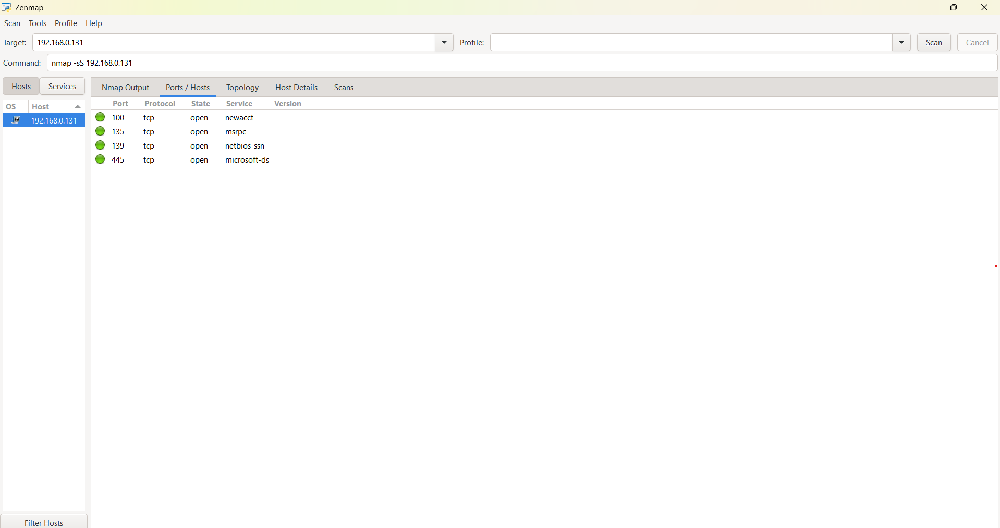 Zenmap
Scan Tools Profile Help
Target: 192.168.0.131 Profile: Scan Cancel
Command: nmap -sS 192.168.0.131
Hosts Services Nmap Output Ports / Hosts Topology Host Details Scans
OS Host Port Protocol State Service Version
192.168.0.131
100 tcp open newacct
135 tcp open msrpc
139 tcp open netbios-ssn
445 tcp open microsoft-ds
Filter Hosts